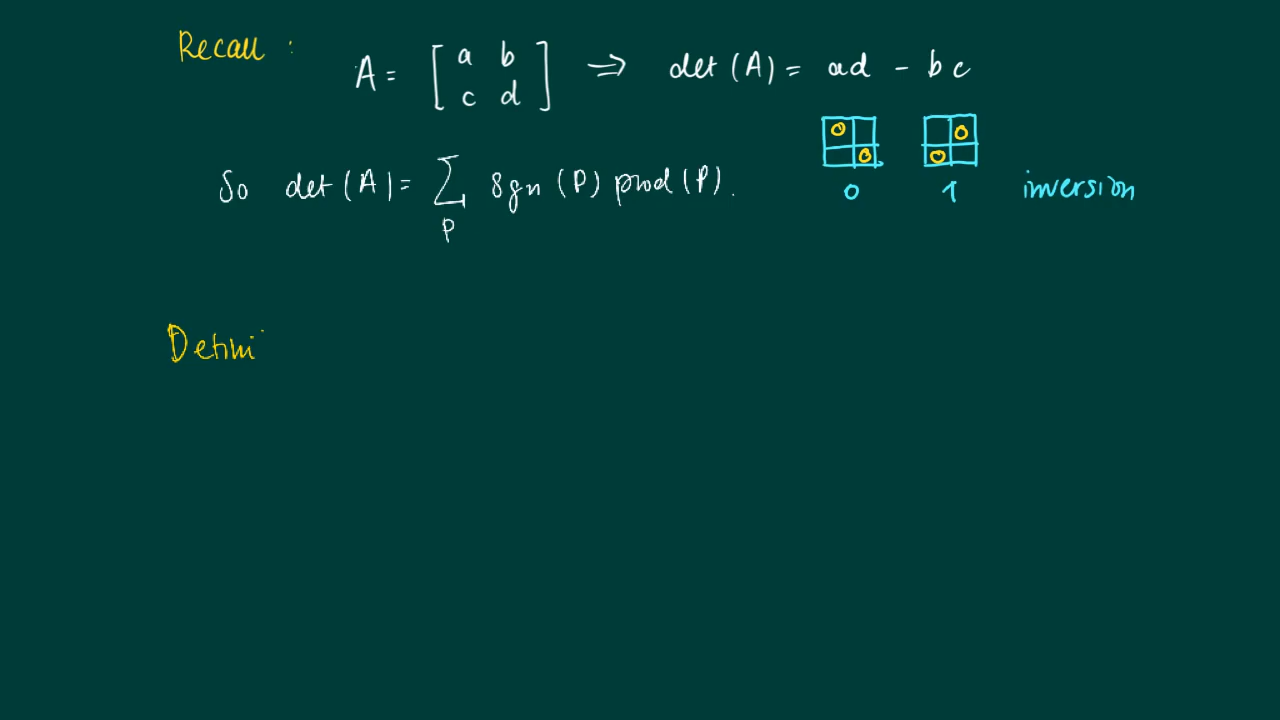 Recall :
A = [ a b c d ] ⇒ det (A) = ad - bc
So det (A) = ∑ P sgn (P) prod (P).
0 1 inversion
Defini